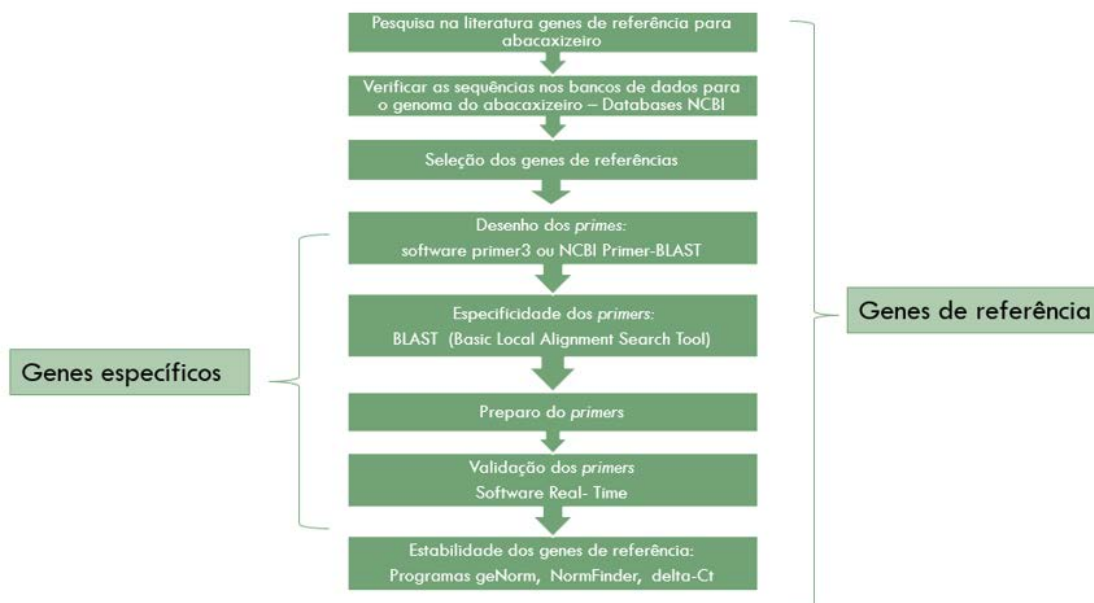 Pesquisa na literatura genes de referência para
abacaxizeiro
Verificar as sequências nos bancos de dados para
o genoma do abacaxizeiro – Databases NCBI
Seleção dos genes de referências
Desenho dos primes:
software primer3 ou NCBI Primer-BLAST
Especificidade dos primers:
BLAST (Basic Local Alignment Search Tool)
Preparo do primers
Validação dos primers
Software Real- Time
Estabilidade dos genes de referência:
Programas geNorm, NormFinder, delta-Ct
Genes específicos
Genes de referência